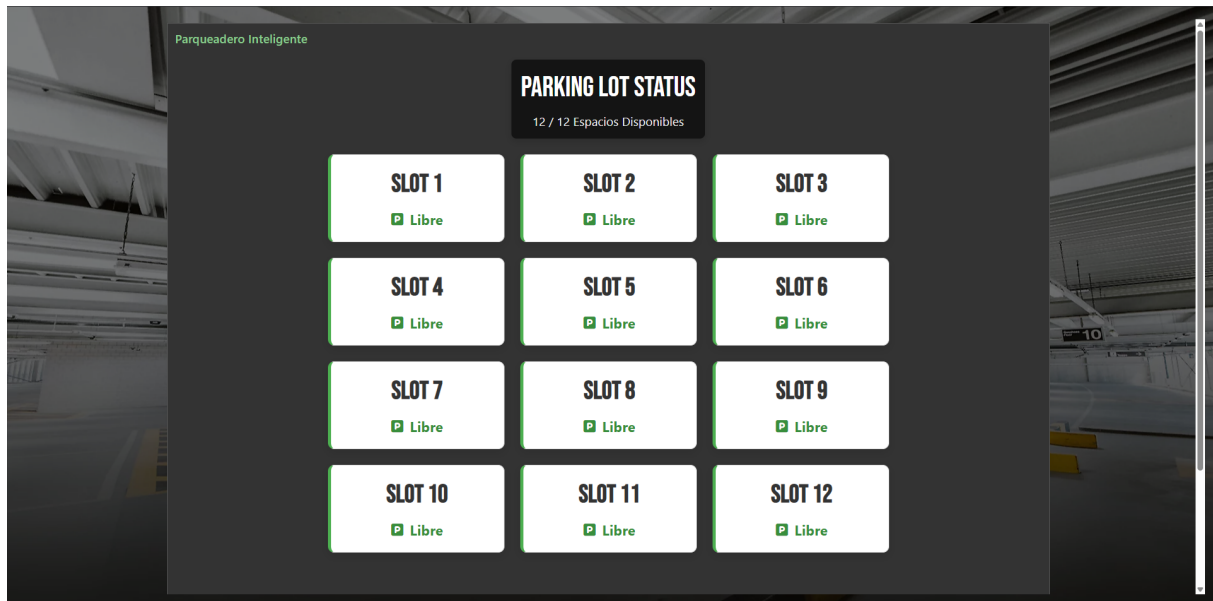 Parqueadero Inteligente
PARKING LOT STATUS
12 / 12 Espacios Disponibles
SLOT 1
SLOT 2
SLOT 3
P Libre
P Libre
P Libre
SLOT 4
SLOT 5
SLOT 6
P Libre
P Libre
P Libre
SLOT 7
SLOT 8
SLOT 9
P Libre
P Libre
P Libre
SLOT 10
SLOT 11
SLOT 12
P Libre
P Libre
P Libre
10